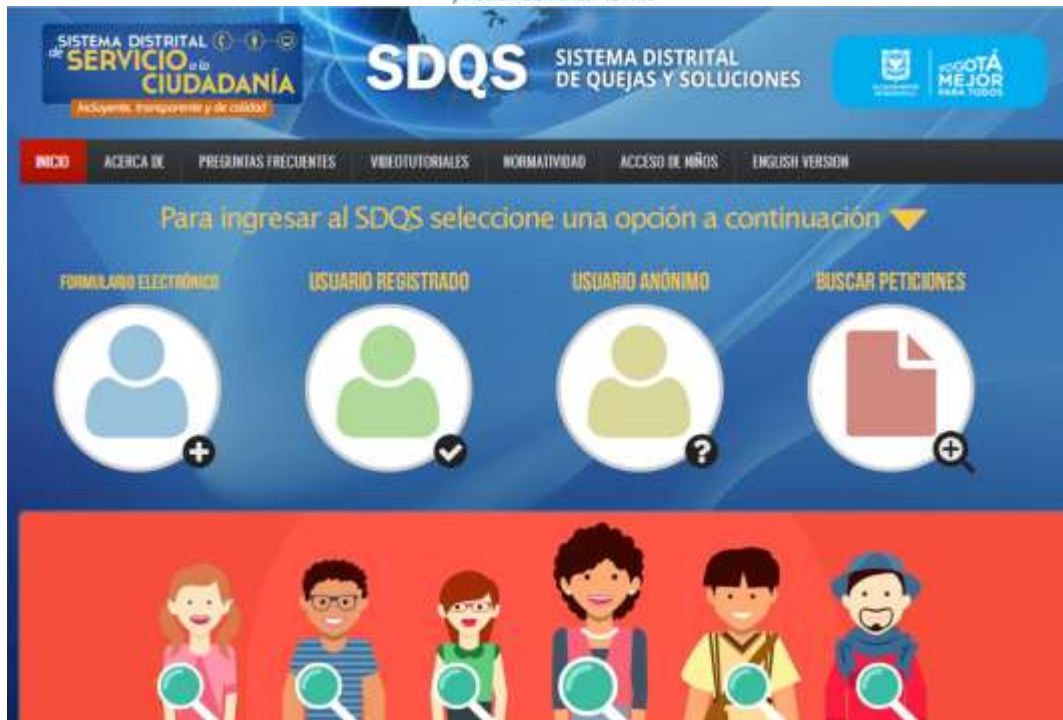 SISTEMA DISTRITAL
de SERVICIO a la
CIUDADANÍA
Incluyente, transparente y de calidad
SDQS
SISTEMA DISTRITAL
DE QUEJAS Y SOLUCIONES
BOGOTÁ
MEJOR
PARA TODOS
INICIO ACERCA DE PREGUNTAS FRECUENTES VIDEOTUTORIALES NORMATIVIDAD ACCESO DE NIÑOS ENGLISH VERSION
Para ingresar al SDQS seleccione una opción a continuación
FORMULARIO ELECTRÓNICO USUARIO REGISTRADO USUARIO ANÓNIMO BUSCAR PETICIONES